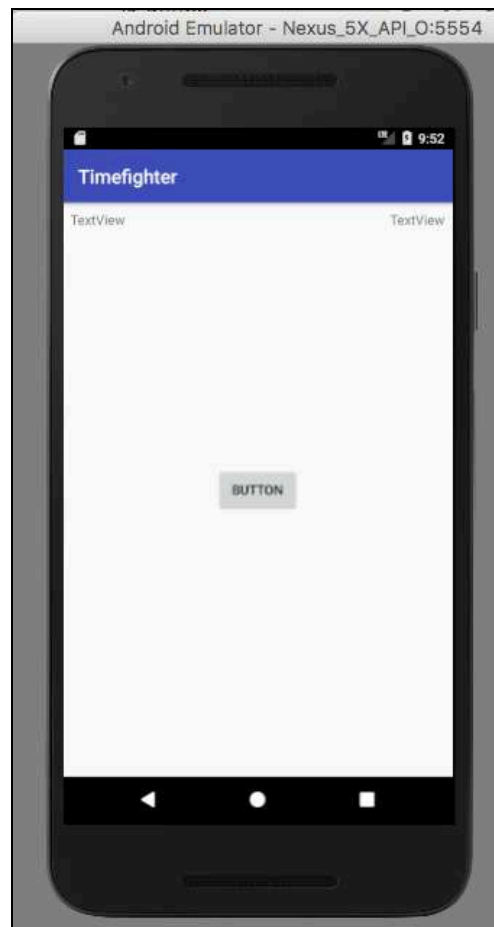 Android Emulator - Nexus_5X_API_O:5554
9:52
Timefighter
TextView TextView
BUTTON